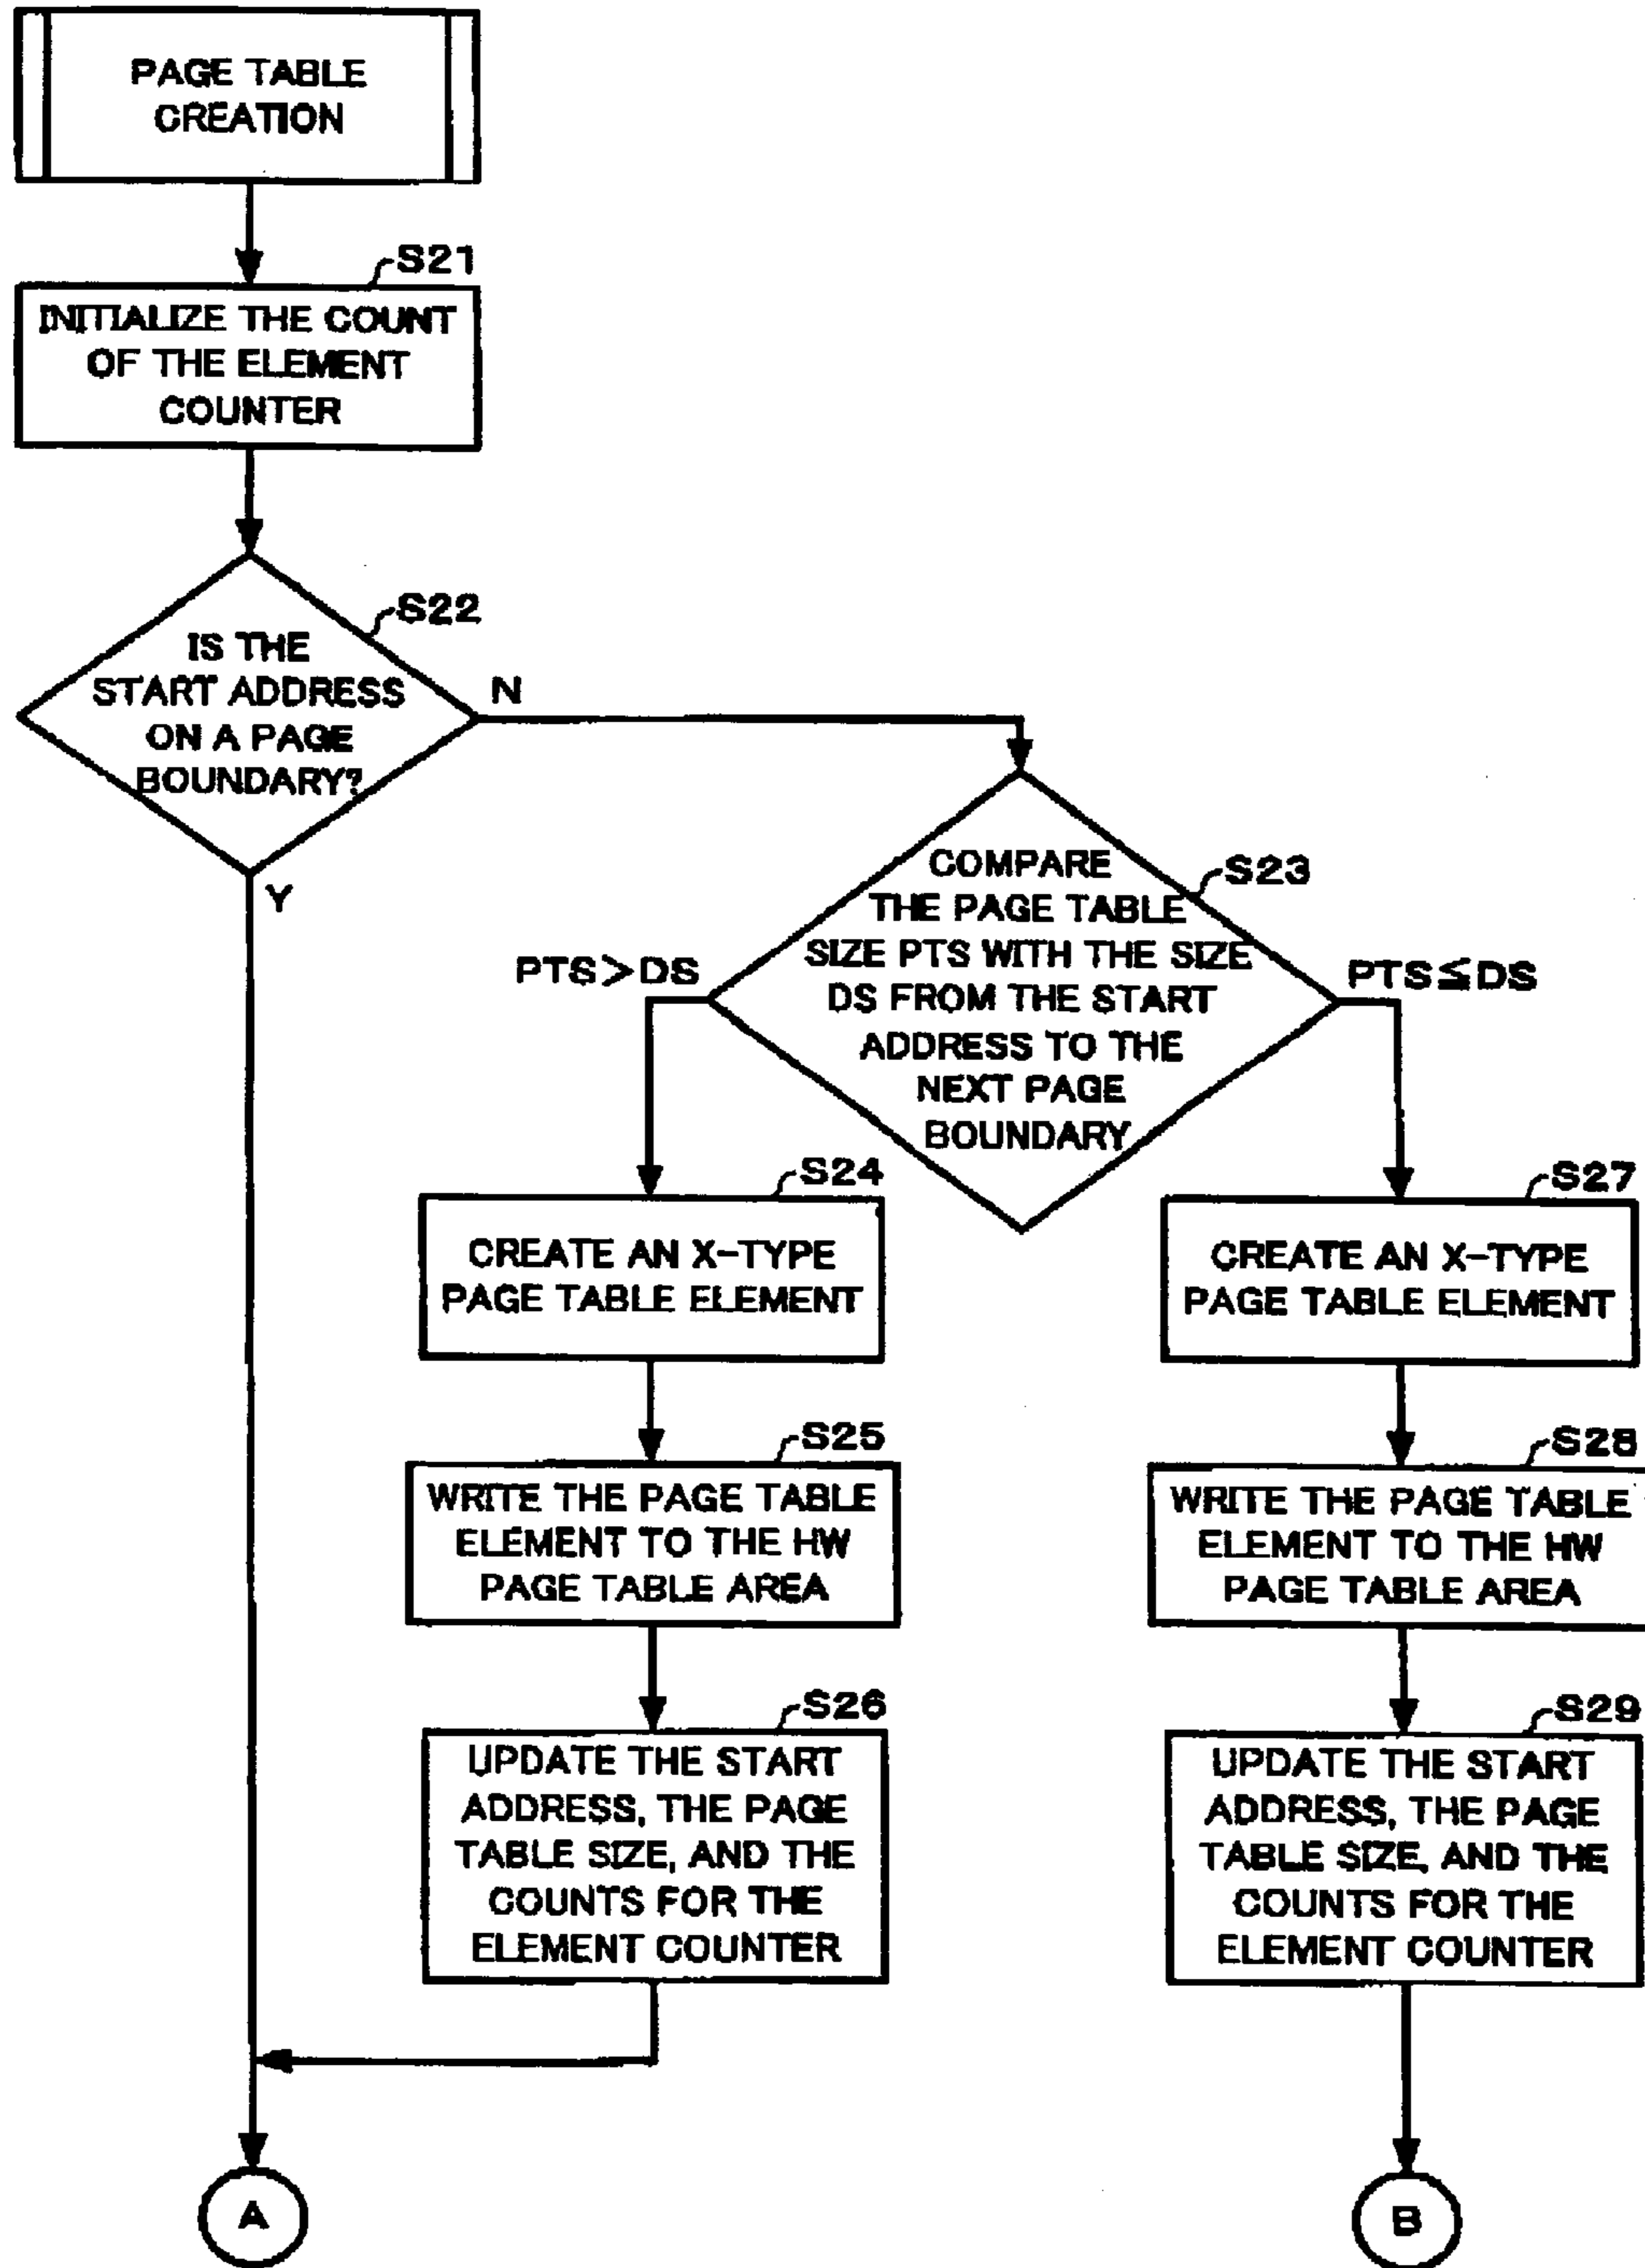 PAGE TABLE
CREATION
S21
INITIALIZE THE COUNT
OF THE ELEMENT
COUNTER
S22
IS THE
START ADDRESS
ON A PAGE
BOUNDARY?
N
Y
S23
COMPARE
THE PAGE TABLE
SIZE PTS WITH THE SIZE
DS FROM THE START
ADDRESS TO THE
NEXT PAGE
BOUNDARY
PTS>DS
PTS≦DS
S24
CREATE AN X-TYPE
PAGE TABLE ELEMENT
S27
CREATE AN X-TYPE
PAGE TABLE ELEMENT
S25
WRITE THE PAGE TABLE
ELEMENT TO THE HW
PAGE TABLE AREA
S28
WRITE THE PAGE TABLE
ELEMENT TO THE HW
PAGE TABLE AREA
S26
UPDATE THE START
ADDRESS, THE PAGE
TABLE SIZE, AND THE
COUNTS FOR THE
ELEMENT COUNTER
S29
UPDATE THE START
ADDRESS, THE PAGE
TABLE SIZE, AND THE
COUNTS FOR THE
ELEMENT COUNTER
A
B